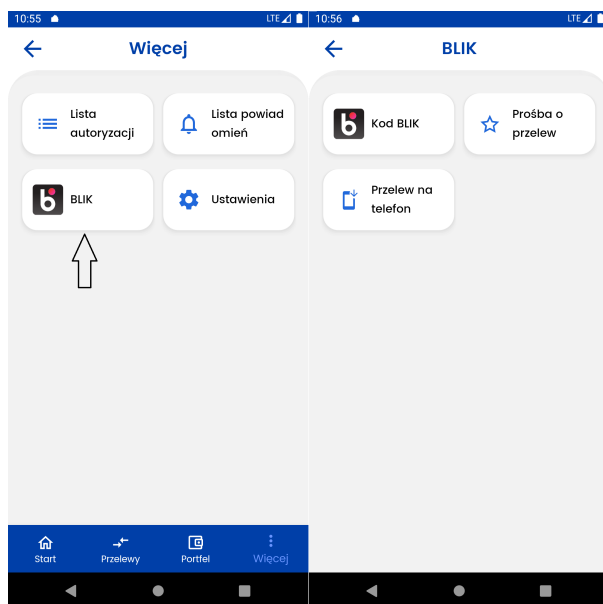 10:55
LTE
Więcej
Lista
autoryzacji
Lista powiad
omień
BLIK
Ustawienia
Start
Przelewy
Portfel
Więcej
10:56
LTE
BLIK
Kod BLIK
Prośba o
przelew
Przelew na
telefon